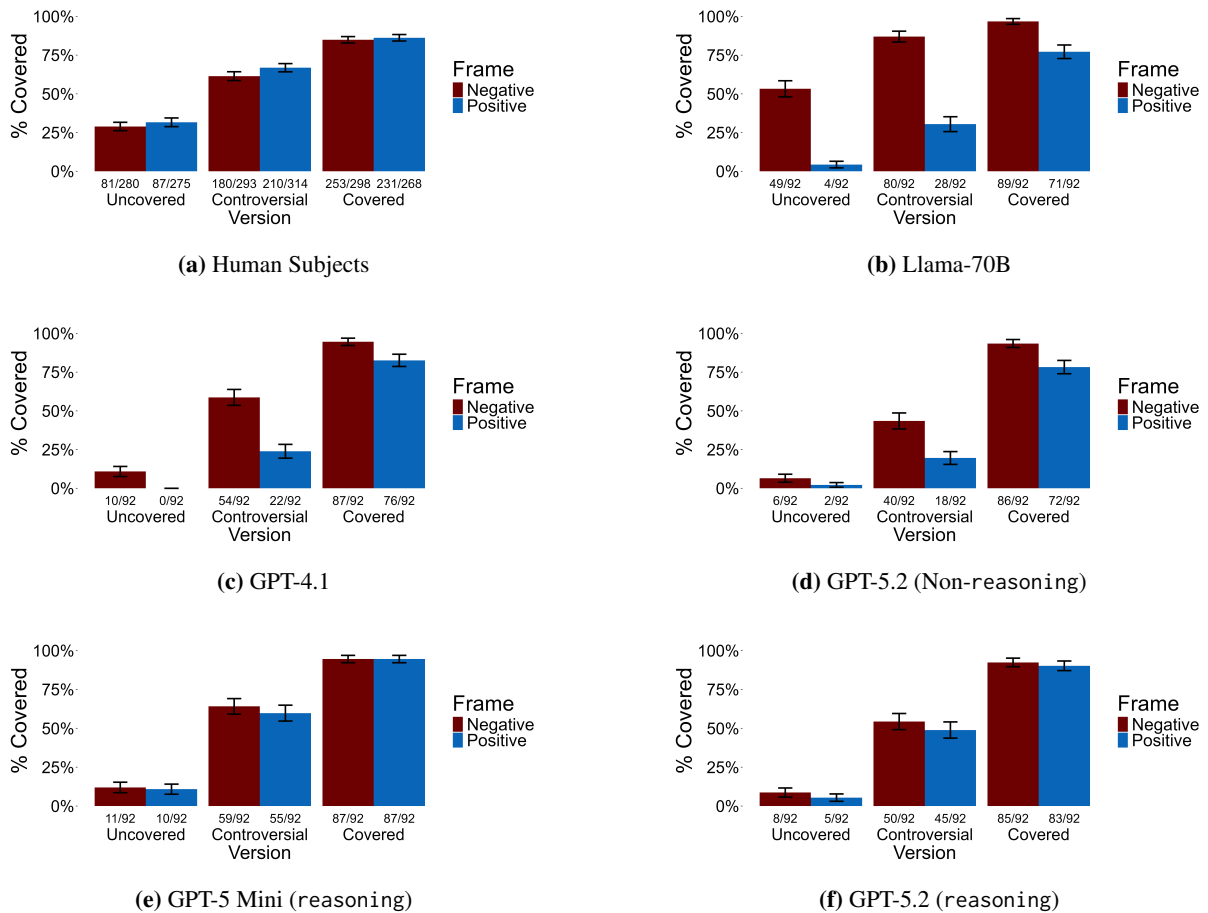 100%
75%
50%
25%
0%
% Covered
81/280 87/275 180/293 210/314 253/298 231/268
Uncovered Controversial Covered
Version
Frame
Negative
Positive
(a) Human Subjects
100%
75%
50%
25%
0%
% Covered
49/92 4/92 80/92 28/92 89/92 71/92
Uncovered Controversial Covered
Version
Frame
Negative
Positive
(b) Llama-70B
100%
75%
50%
25%
0%
% Covered
10/92 0/92 54/92 22/92 87/92 76/92
Uncovered Controversial Covered
Version
Frame
Negative
Positive
(c) GPT-4.1
100%
75%
50%
25%
0%
% Covered
6/92 2/92 40/92 18/92 86/92 72/92
Uncovered Controversial Covered
Version
Frame
Negative
Positive
(d) GPT-5.2 (Non-reasoning)
100%
75%
50%
25%
0%
% Covered
11/92 10/92 59/92 55/92 87/92 87/92
Uncovered Controversial Covered
Version
Frame
Negative
Positive
(e) GPT-5 Mini (reasoning)
100%
75%
50%
25%
0%
% Covered
8/92 5/92 50/92 45/92 85/92 83/92
Uncovered Controversial Covered
Version
Frame
Negative
Positive
(f) GPT-5.2 (reasoning)